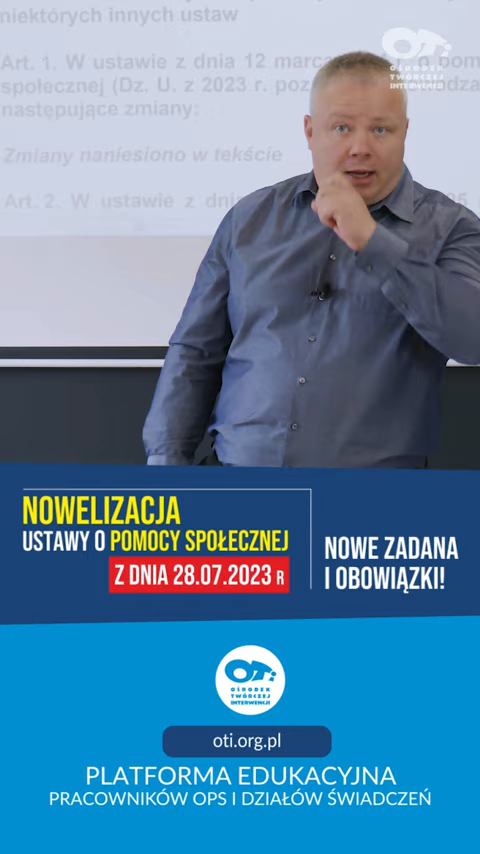 niektórych innych ustaw
OTi
OŚRODEK
TWÓRCZEJ
INTERWENCJI
Art. 1. W ustawie z dnia 12 marca
społecznej (Dz. U. z 2023 r. poz
następujące zmiany:
Zmiany naniesiono w tekście
Art. 2. W ustawie z dnia
NOWELIZACJA
USTAWY O POMOCY SPOŁECZNEJ
Z DNIA 28.07.2023 R
NOWE ZADANA
I OBOWIĄZKI!
OTi
OŚRODEK
TWÓRCZEJ
INTERWENCJI
oti.org.pl
PLATFORMA EDUKACYJNA
PRACOWNIKÓW OPS I DZIAŁÓW ŚWIADCZEŃ